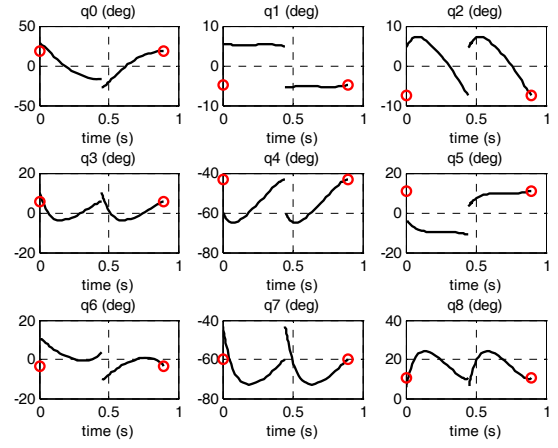 q0 (deg) q1 (deg) q2 (deg)
50 10 10
0 0 0
-50 -10 -10
0 0.5 1 0 0.5 1 0 0.5 1
time (s) time (s) time (s)
q3 (deg) q4 (deg) q5 (deg)
20 -40 20
0 -60 0
-20 -80 -20
0 0.5 1 0 0.5 1 0 0.5 1
time (s) time (s) time (s)
q6 (deg) q7 (deg) q8 (deg)
20 -40 40
0 -60 20
-20 -80 0
0 0.5 1 0 0.5 1 0 0.5 1
time (s) time (s) time (s)